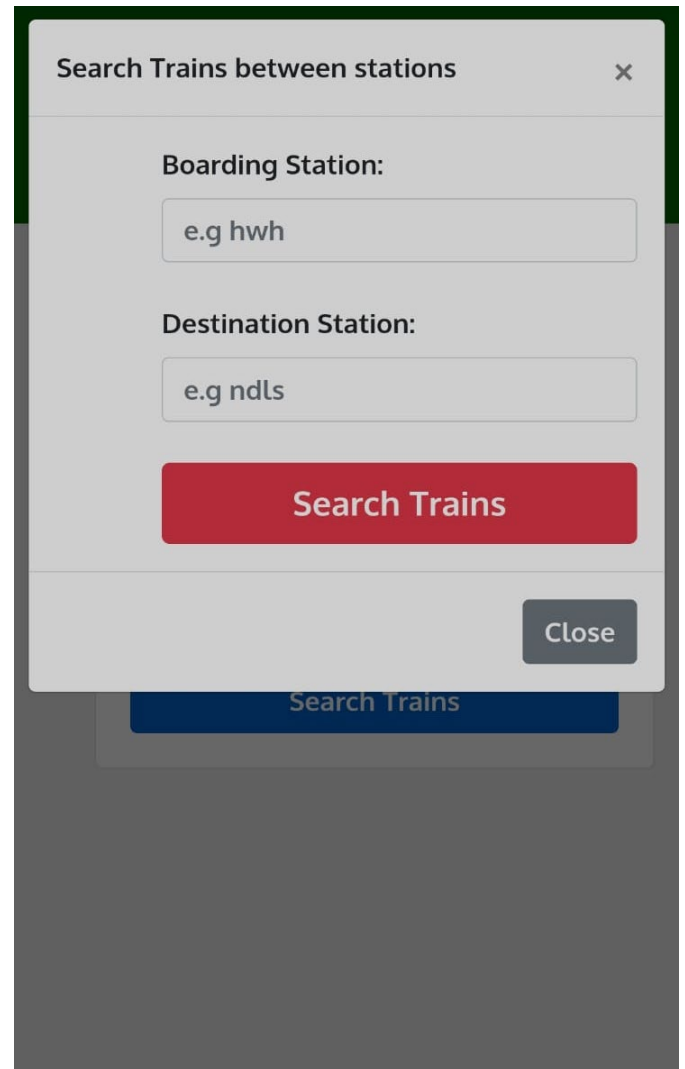 Search Trains between stations ×
Boarding Station:
e.g hwh
Destination Station:
e.g ndls
Search Trains
Close
Search Trains